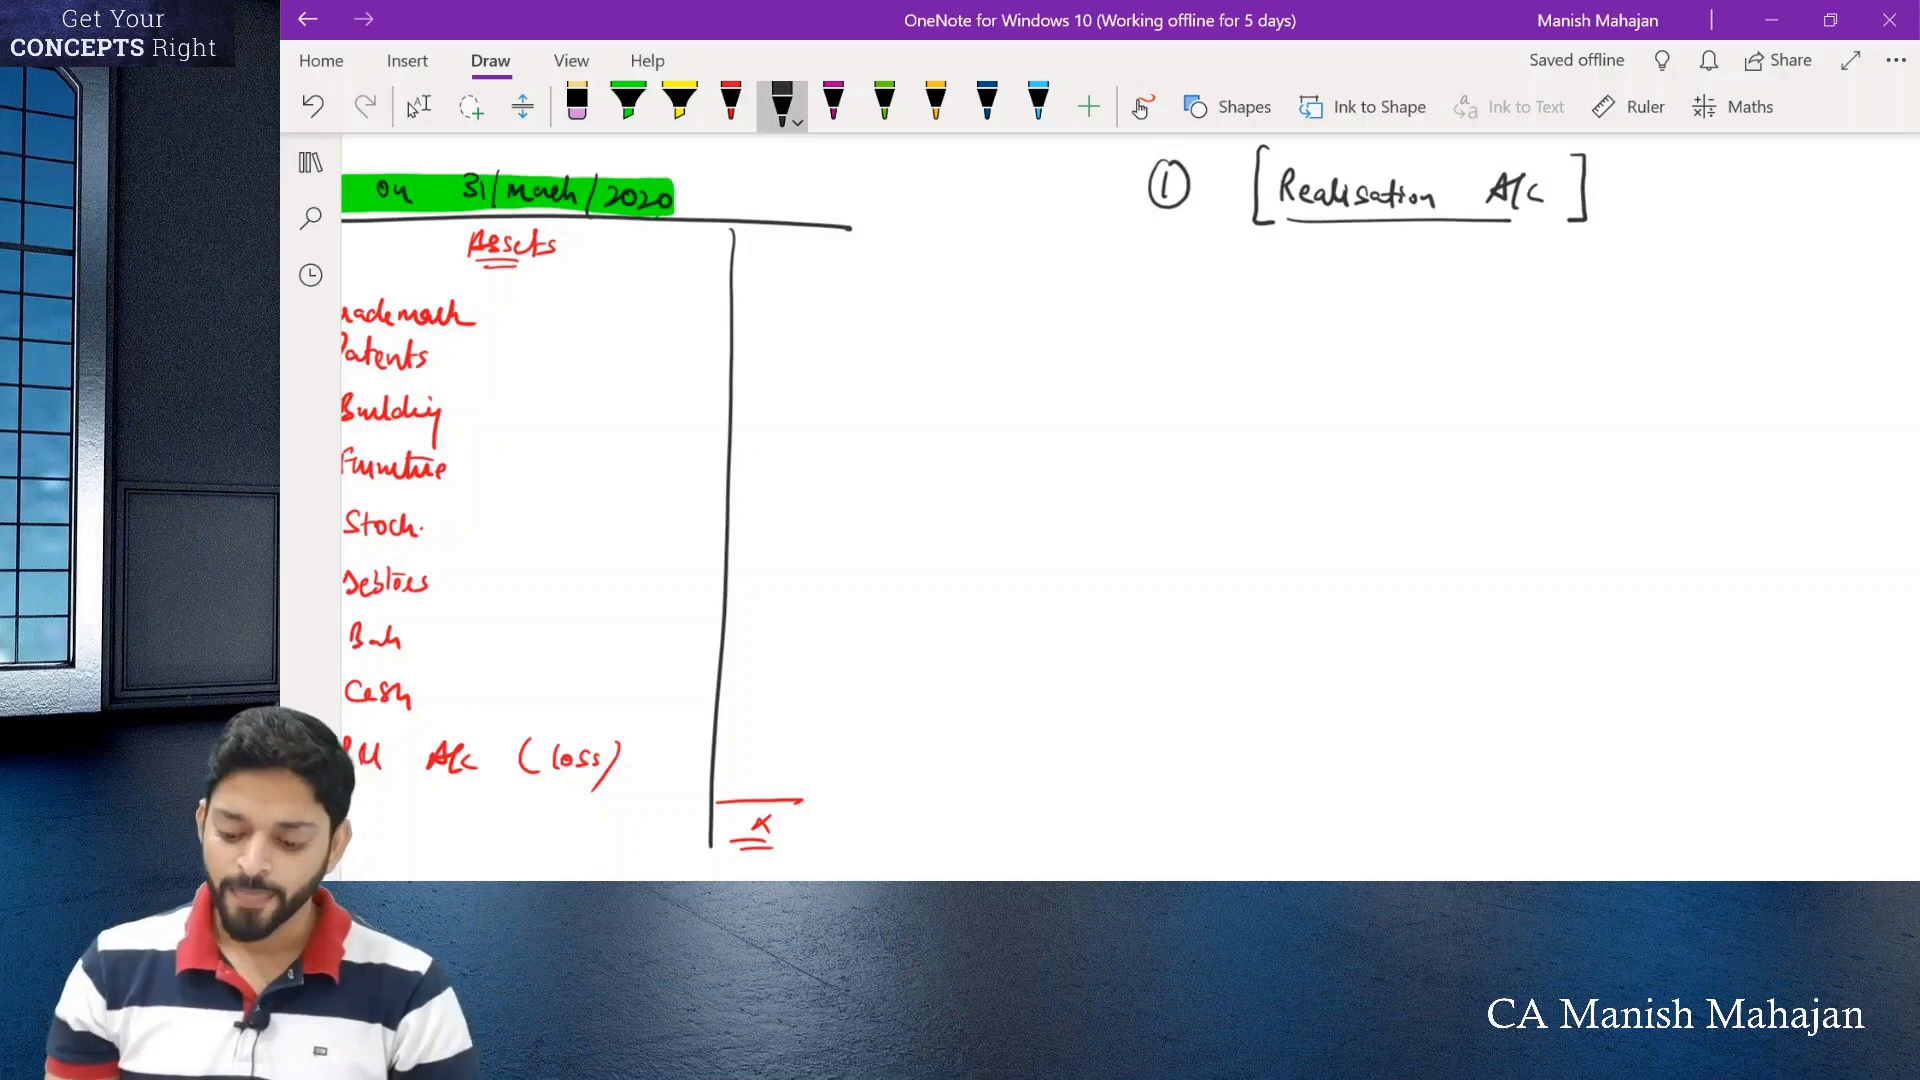 Get Your
CONCEPTS Right
OneNote for Windows 10 (Working offline for 5 days)
Manish Mahajan
Home Insert Draw View Help
Saved offline
Share
Shapes
Ink to Shape
Ink to Text
Ruler
Maths
on 31/March/2020
Assets
rademark
Patents
Building
Furniture
Stock.
Debtors
Bank
Cash
A/c (loss)
x
① [Realisation A/c]
CA Manish Mahajan